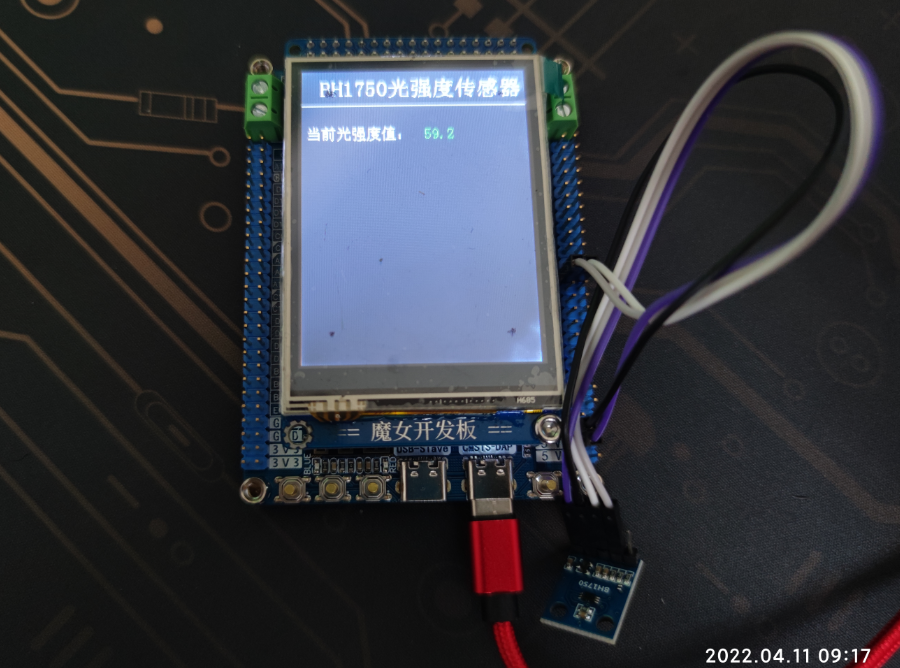 BH1750光强度传感器
当前光强度值： 59.2
H605
== 魔女开发板 ==
USB-Slave
CMSIS-DAP
G
G
3V3
3V3
5V
BH1750
2022.04.11 09:17